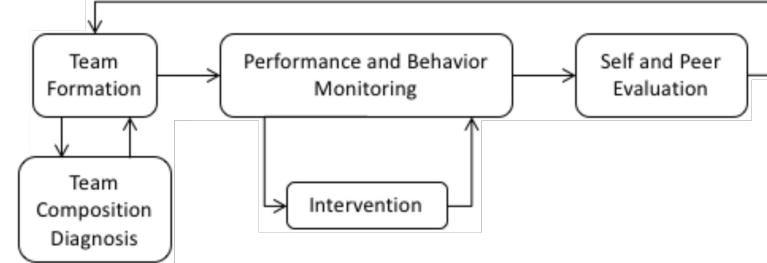 Team
Formation
Performance and Behavior
Monitoring
Self and Peer
Evaluation
Team
Composition
Diagnosis
Intervention